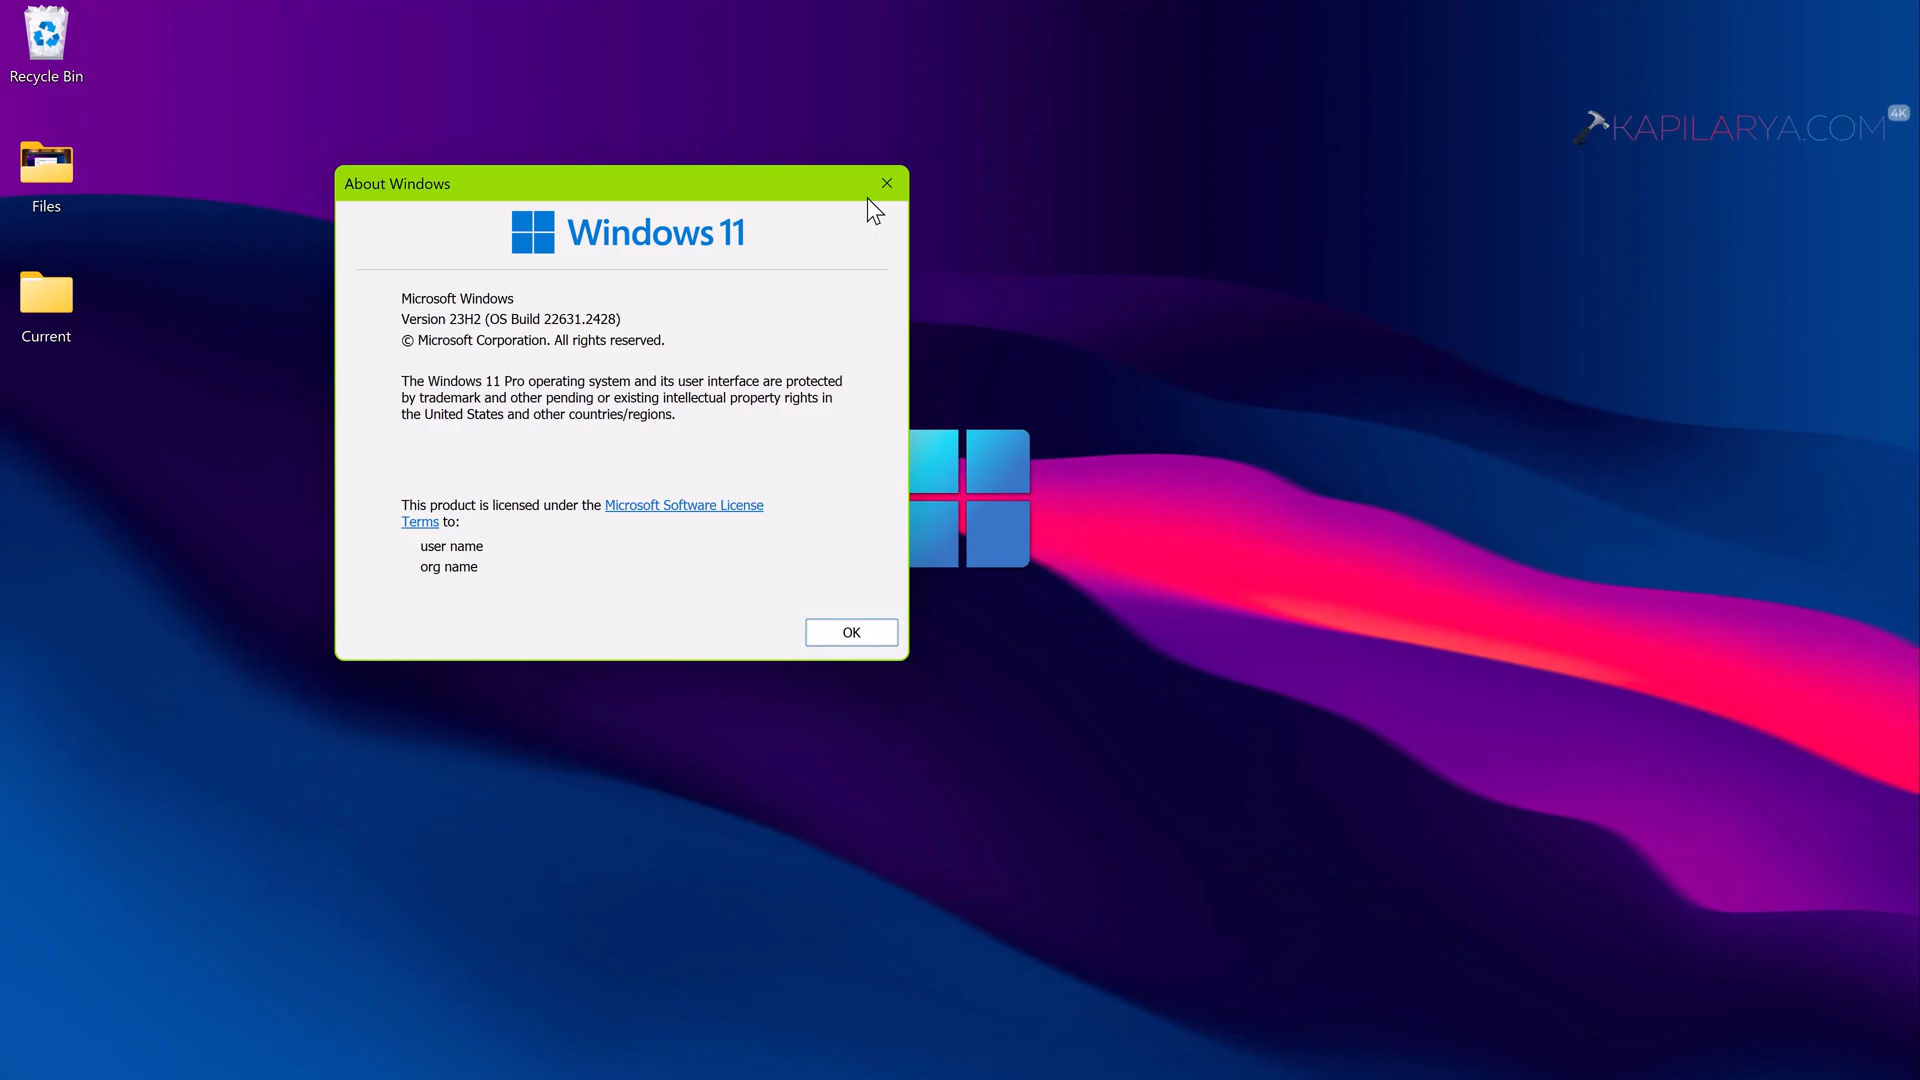 Recycle Bin
Files
Current
4K
KAPILARYA.COM
About Windows
Windows 11
Microsoft Windows
Version 23H2 (OS Build 22631.2428)
© Microsoft Corporation. All rights reserved.
The Windows 11 Pro operating system and its user interface are protected
by trademark and other pending or existing intellectual property rights in
the United States and other countries/regions.
This product is licensed under the Microsoft Software License
Terms to:
user name
org name
OK